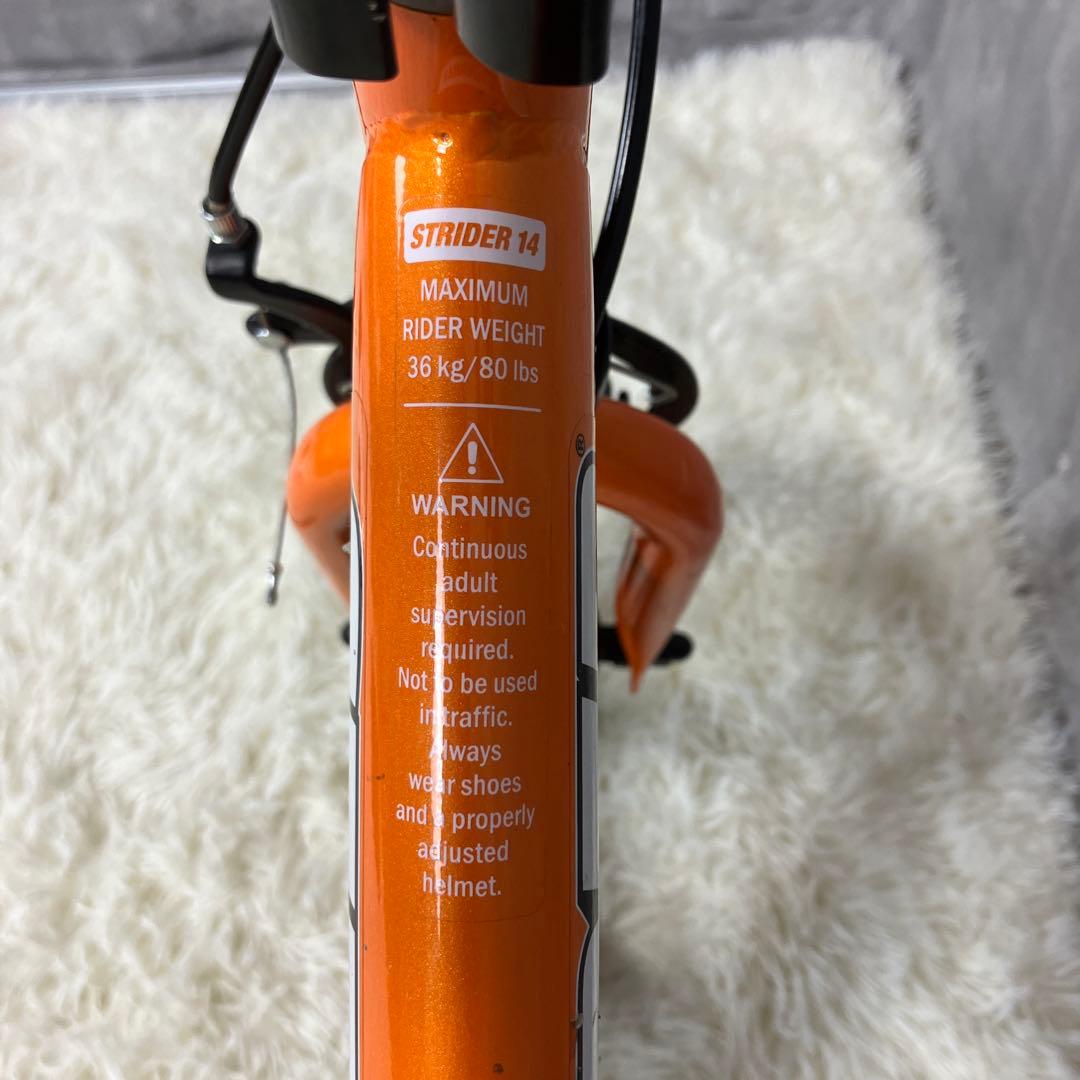 STRIDER 14
MAXIMUM
RIDER WEIGHT
36 kg/80 lbs
WARNING
Continuous
adult
supervision
required.
Not to be used
in traffic.
Always
wear shoes
and a properly
adjusted
helmet.
®